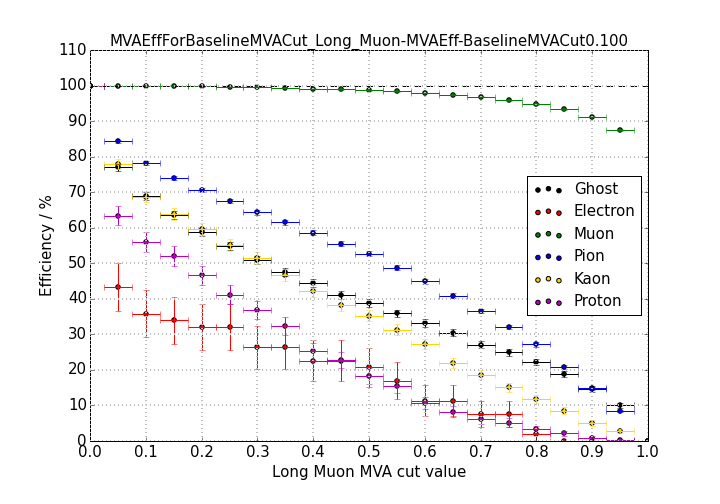 MVAEffForBaselineMVACut_Long_Muon-MVAEff-BaselineMVACut0.100
110
100
90
80
70
60
50
40
30
20
10
0
Efficiency / %
Ghost
Electron
Muon
Pion
Kaon
Proton
0.0 0.1 0.2 0.3 0.4 0.5 0.6 0.7 0.8 0.9 1.0
Long Muon MVA cut value